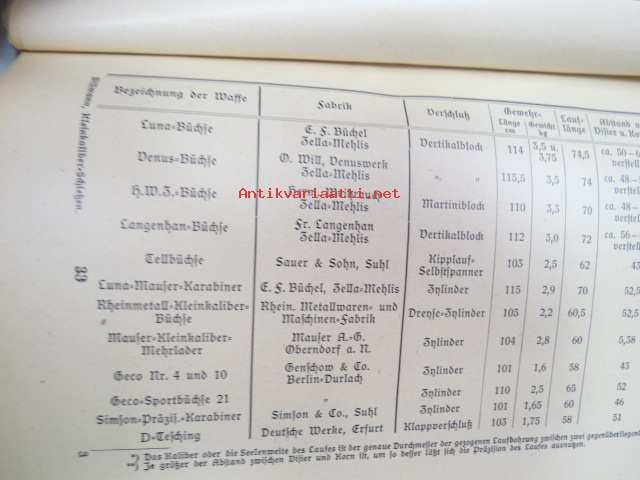 Bezeichnung der Waffe Fabrik Verschluß Gewehr- Lauf- Abstand
Länge cm Gewicht kg länge Visier u.
Luna=Büchse E. F. Büchel Zella=Mehlis Vertikalblock 114 3,5 u. 3,75 74,5 ca. 50
Venus=Büchse O. Will, Venuswerk Zella=Mehlis " " 115,5 3,5 74 ca. 48
H.W.Z.=Büchse Zella=Mehlis Martiniblock 110 3,3 70 ca. 48
Antikvariaatti.net
Langenhan=Büchse Fr. Langenhan Zella=Mehlis Vertikalblock 112 3,0 72 ca. 56
Tellbüchse Sauer & Sohn, Suhl Kipplauf= Selbstspanner 103 2,5 62
Luna=Mauser=Karabiner E. F. Büchel, Zella=Mehlis Zylinder 115 2,9 70 52,5
Rheinmetall=Kleinkaliber= Büchse Rhein. Metallwaren= und Maschinen=Fabrik Dreyse=Zylinder 105 2,2 60,5 52,5
Mauser=Kleinkaliber= Mehrlader Mauser A.=G. Oberndorf a. N. Zylinder 104 2,8 60 5,58
Geco Nr. 4 und 10 Genschow & Co. Berlin=Durlach Zylinder 101 1,6 58 45
Geco=Sportbüchse 21 " Zylinder 110 2,5 65 52
Simson=Präzis.=Karabiner Simson & Co., Suhl Zylinder 101 1,65 60 46
D=Tesching Deutsche Werke, Erfurt Klappverschluß 103 1,75 58 51
*) Das Kaliber oder die Seelenweite des Laufes ist der genaue Durchmesser der gezogenen Laufbohrung zwischen zwei
**) Je größer der Abstand zwischen Visier und Korn ist, um so besser läßt sich die Präzision des Laufes ausnutzen.
Kleinkaliber=Schießen.
33